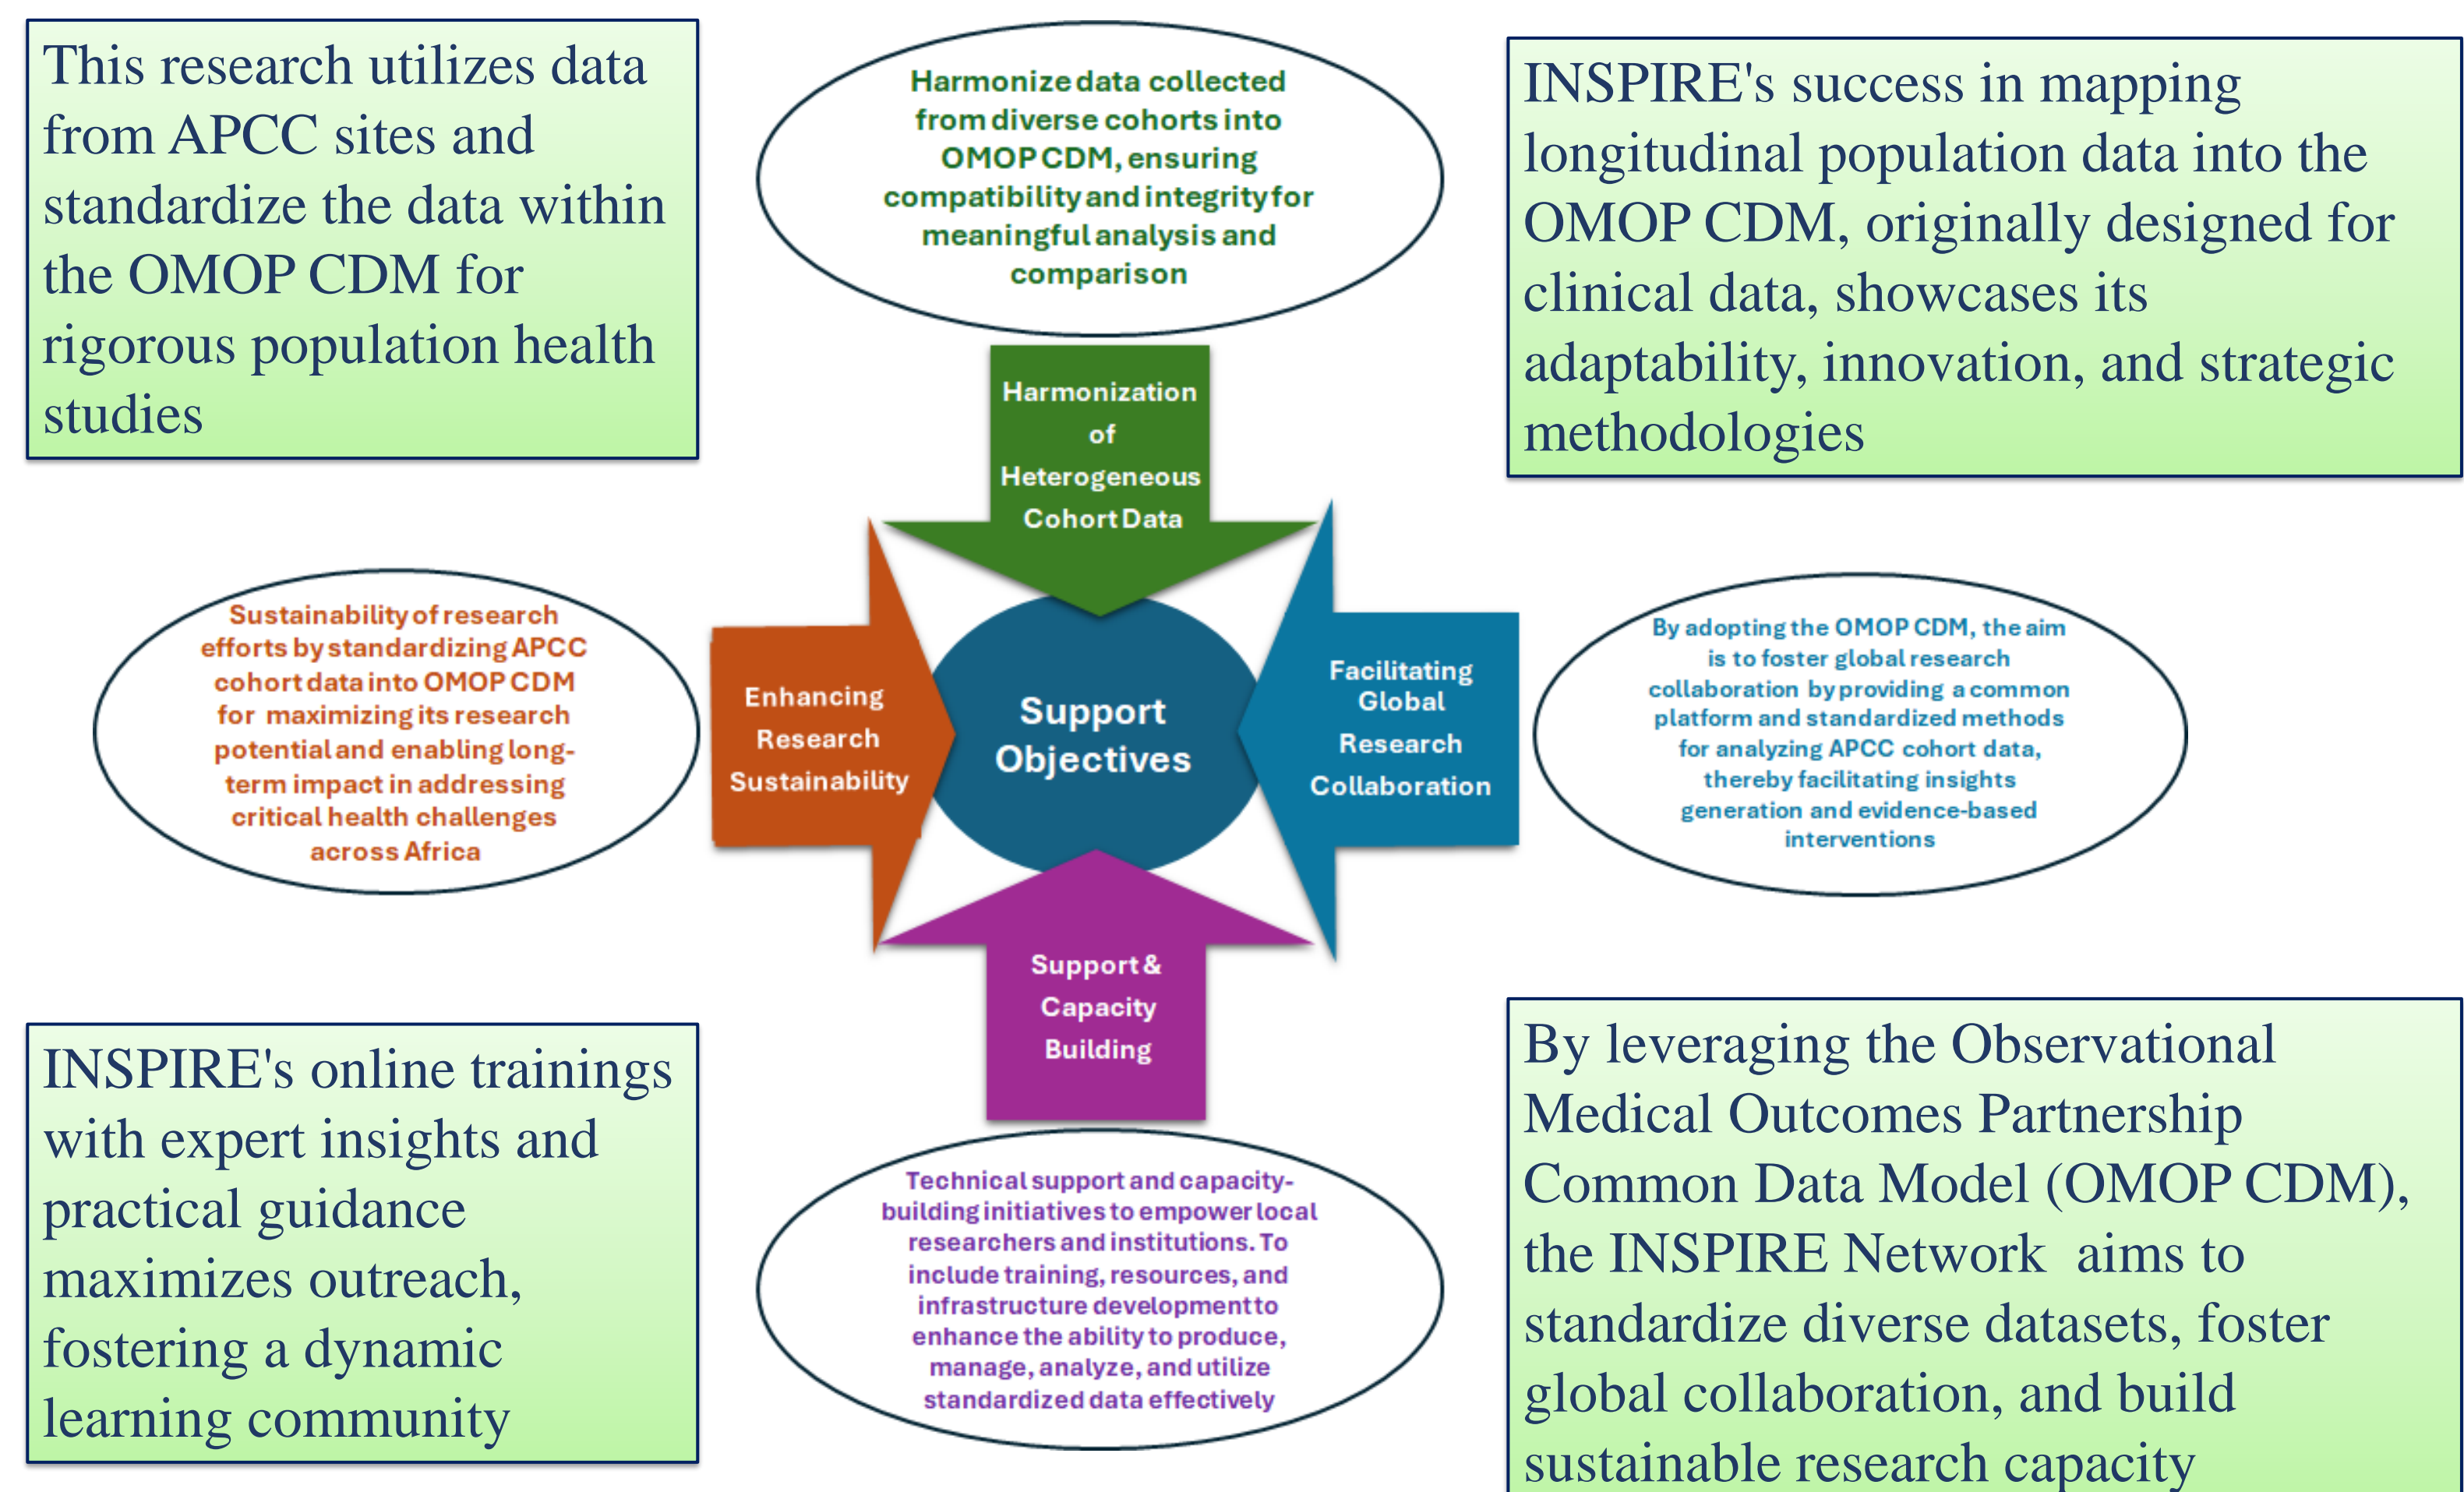 This research utilizes data
from APCC sites and
standardize the data within
the OMOP CDM for
rigorous population health
studies
Harmonize data collected
from diverse cohorts into
OMOP CDM, ensuring
compatibility and integrity for
meaningful analysis and
comparison
INSPIRE's success in mapping
longitudinal population data into the
OMOP CDM, originally designed for
clinical data, showcases its
adaptability, innovation, and strategic
methodologies
Harmonization
of
Heterogeneous
Cohort Data
Sustainability of research
efforts by standardizing APCC
cohort data into OMOP CDM
for maximizing its research
potential and enabling long-
term impact in addressing
critical health challenges
across Africa
Enhancing
Research
Sustainability
Support
Objectives
Facilitating
Global
Research
Collaboration
By adopting the OMOP CDM, the aim
is to foster global research
collaboration by providing a common
platform and standardized methods
for analyzing APCC cohort data,
thereby facilitating insights
generation and evidence-based
interventions
Support &
Capacity
Building
INSPIRE's online trainings
with expert insights and
practical guidance
maximizes outreach,
fostering a dynamic
learning community
Technical support and capacity-
building initiatives to empower local
researchers and institutions. To
include training, resources, and
infrastructure development to
enhance the ability to produce,
manage, analyze, and utilize
standardized data effectively
By leveraging the Observational
Medical Outcomes Partnership
Common Data Model (OMOP CDM),
the INSPIRE Network  aims to
standardize diverse datasets, foster
global collaboration, and build
sustainable research capacity